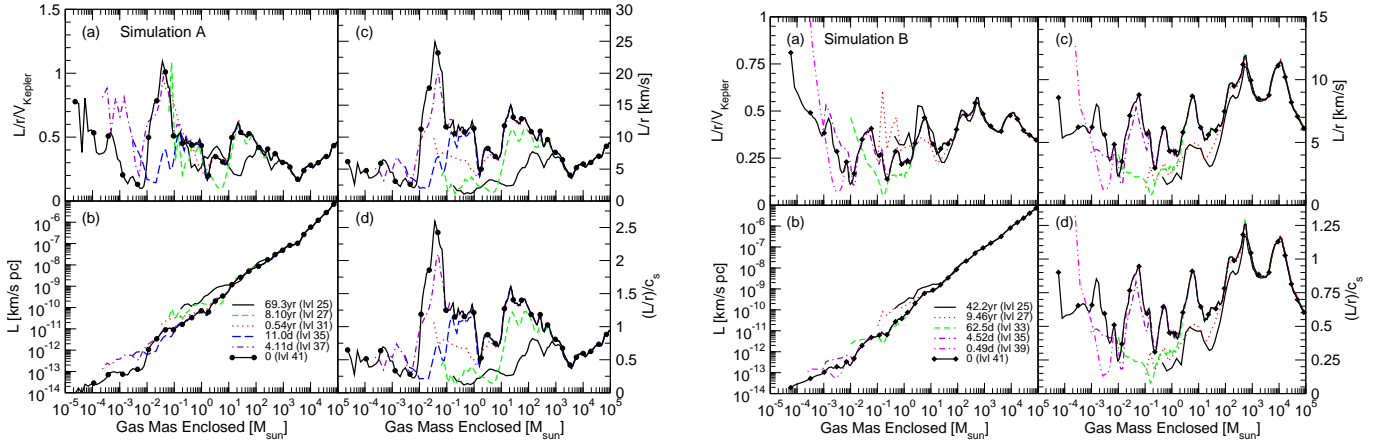 (a) Simulation A
(c)
L/r/V_Kepler
1.5
1
0.5
0
30
25
20
15
10
5
0
L/r [km/s]
(b)
(d)
L [km/s pc]
10^-6
10^-7
10^-8
10^-9
10^-10
10^-11
10^-12
10^-13
10^-14
69.3yr (lvl 25)
8.10yr (lvl 27)
0.54yr (lvl 31)
11.0d (lvl 35)
4.11d (lvl 37)
0 (lvl 41)
2.5
2
1.5
1
0.5
0
(L/r)/c_s
10^-5 10^-4 10^-3 10^-2 10^-1 10^0 10^1 10^2 10^3 10^4 10^5
10^-4 10^-3 10^-2 10^-1 10^0 10^1 10^2 10^3 10^4 10^5
Gas Mas Enclosed [M_sun]
Gas Mass Enclosed [M_sun]
(a) Simulation B
(c)
L/r/V_Kepler
1
0.75
0.5
0.25
0
15
10
5
0
L/r [km/s]
(b)
(d)
L [km/s pc]
10^-6
10^-7
10^-8
10^-9
10^-10
10^-11
10^-12
10^-13
10^-14
42.2yr (lvl 25)
9.46yr (lvl 27)
62.5d (lvl 33)
4.52d (lvl 35)
0.49d (lvl 39)
0 (lvl 41)
1.25
1
0.75
0.5
0.25
0
(L/r)/c_s
10^-5 10^-4 10^-3 10^-2 10^-1 10^0 10^1 10^2 10^3 10^4
10^-5 10^-4 10^-3 10^-2 10^-1 10^0 10^1 10^2 10^3 10^4 10^5
Gas Mass Enclosed [M_sun]
Gas Mass Enclosed [M_sun]